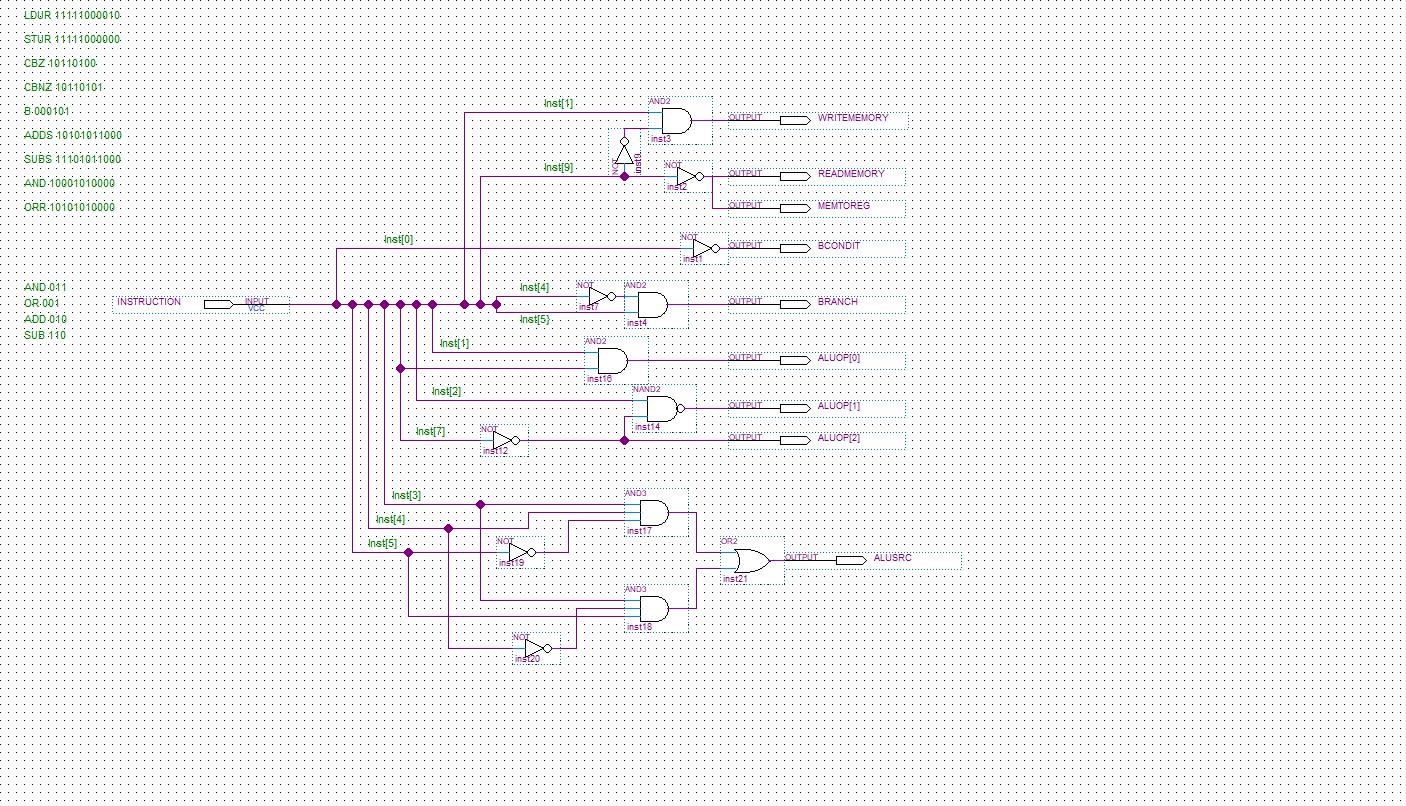 LDUR 11111000010
STUR 11111000000
CBZ 10110100
CBNZ 10110101
B 000101
ADDS 10101011000
SUBS 11101011000
AND 10001010000
ORR 10101010000
AND 011
OR 001
ADD 010
SUB 110
INSTRUCTION
INPUT
VCC
Inst[1]
AND2
inst3
OUTPUT
WRITEMEMORY
NOT
inst9
Inst[9]
NOT
inst2
OUTPUT
READMEMORY
OUTPUT
MEMTOREG
Inst[0]
NOT
inst1
OUTPUT
BCONDIT
Inst[4]
NOT
inst7
Inst[5}
AND2
inst4
OUTPUT
BRANCH
Inst[1]
AND2
inst16
OUTPUT
ALUOP[0]
Inst[2]
NAND2
inst14
OUTPUT
ALUOP[1]
Inst[7]
NOT
inst12
OUTPUT
ALUOP[2]
Inst[3]
AND3
inst17
Inst[4]
Inst[5]
NOT
inst19
OR2
inst21
OUTPUT
ALUSRC
AND3
inst18
NOT
inst20